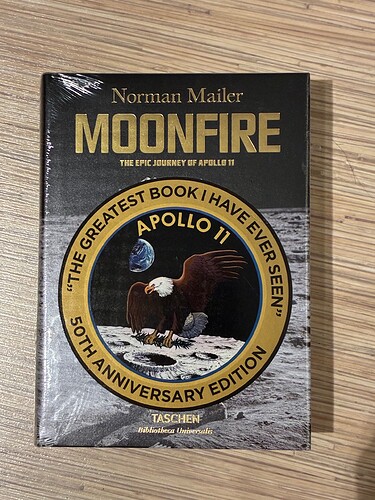 Norman Mailer
MOONFIRE
THE EPIC JOURNEY OF APOLLO 11
"THE GREATEST BOOK I HAVE EVER SEEN"
APOLLO 11
50TH ANNIVERSARY EDITION
TASCHEN
Bibliotheca Universalis